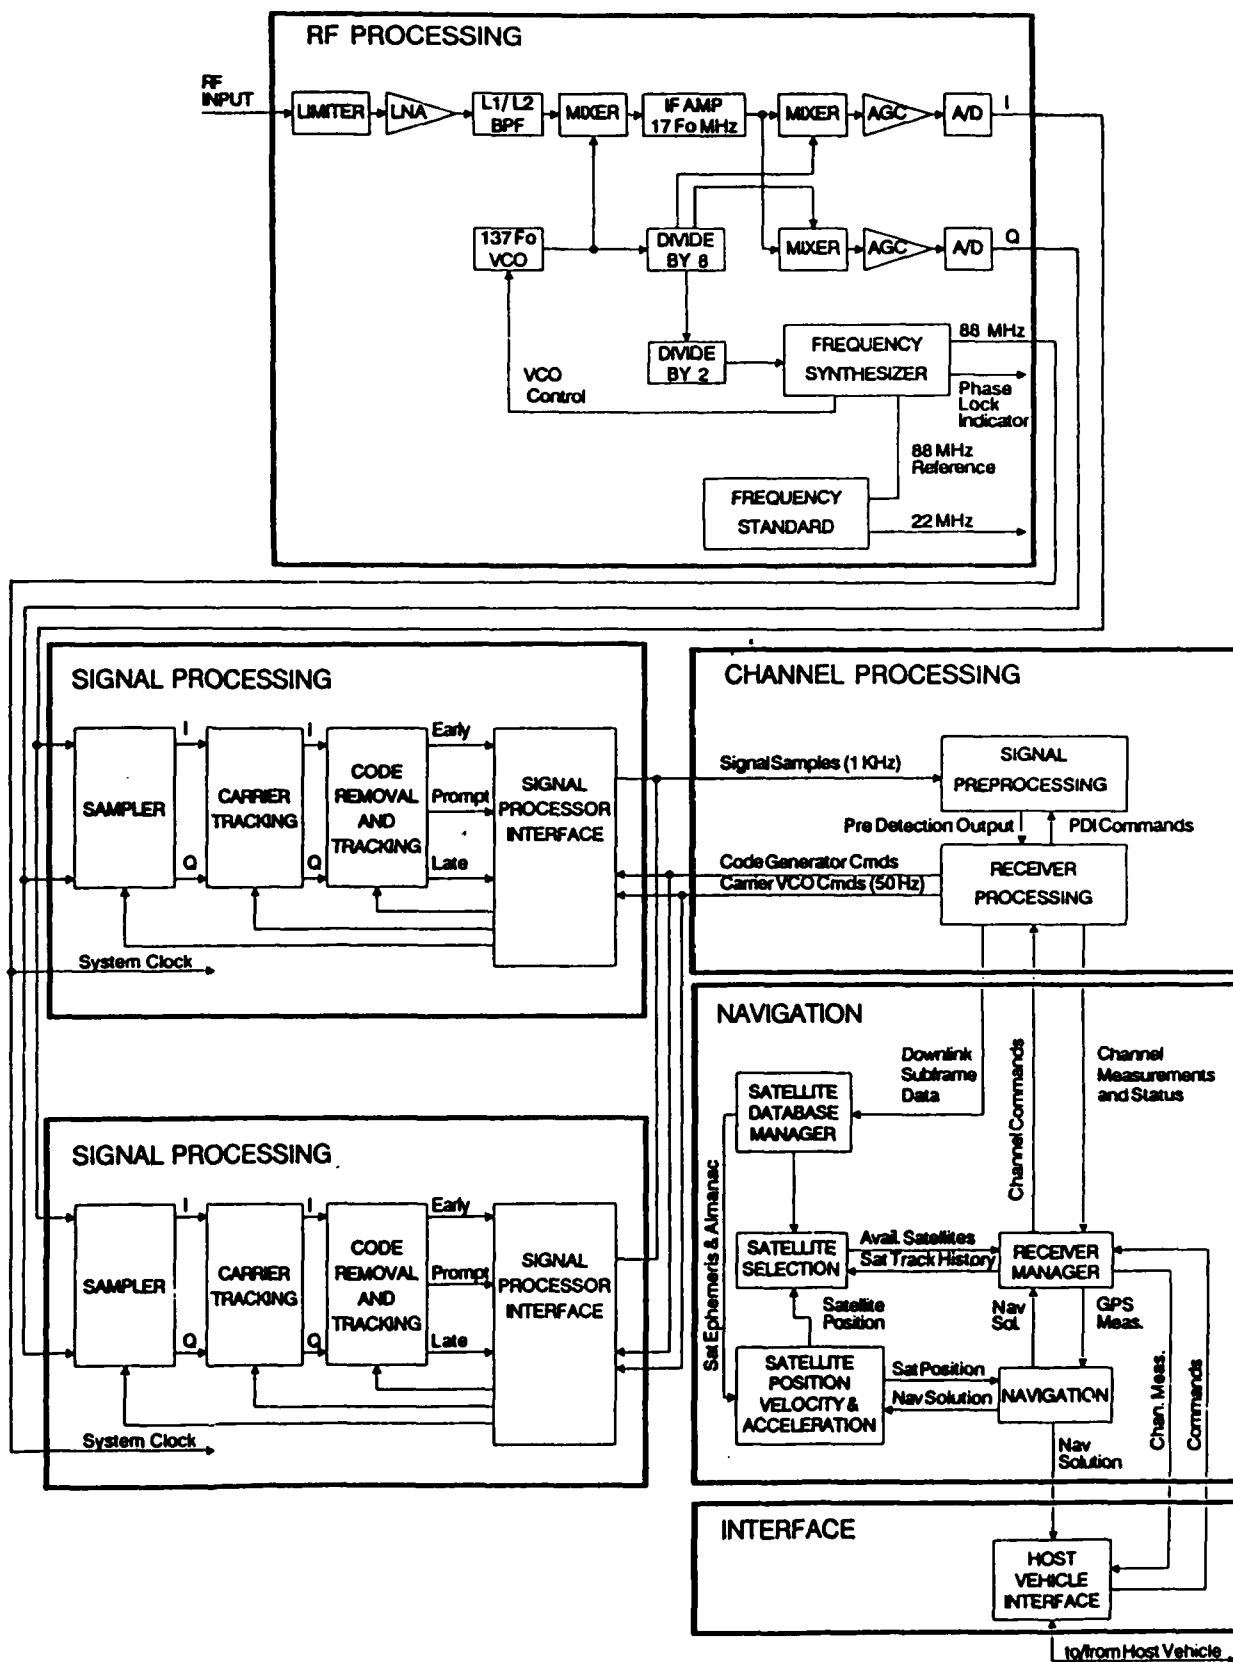 RF PROCESSING
RF
INPUT
LIMITER
LNA
L1/L2
BPF
MIXER
IF AMP
17 Fo MHz
MIXER
AGC
A/D
I
137 Fo
VCO
DIVIDE
BY 8
MIXER
AGC
A/D
Q
DIVIDE
BY 2
FREQUENCY
SYNTHESIZER
88 MHz
Phase
Lock
Indicator
VCO
Control
88 MHz
Reference
FREQUENCY
STANDARD
22 MHz
SIGNAL PROCESSING
SAMPLER
I
Q
CARRIER
TRACKING
I
Q
CODE
REMOVAL
AND
TRACKING
Early
Prompt
Late
SIGNAL
PROCESSOR
INTERFACE
System Clock
CHANNEL PROCESSING
Signal Samples (1 KHz)
SIGNAL
PREPROCESSING
Pre Detection Output
PDI Commands
Code Generator Cmds
Carrier VCO Cmds (50 Hz)
RECEIVER
PROCESSING
SIGNAL PROCESSING
SAMPLER
I
Q
CARRIER
TRACKING
I
Q
CODE
REMOVAL
AND
TRACKING
Early
Prompt
Late
SIGNAL
PROCESSOR
INTERFACE
System Clock
NAVIGATION
Downlink
Subframe
Data
Channel Commands
Channel
Measurements
and Status
SATELLITE
DATABASE
MANAGER
Sat Ephemeris & Almanac
SATELLITE
SELECTION
Avail. Satellites
Sat Track History
RECEIVER
MANAGER
Satellite
Position
Nav
Sol.
GPS
Meas.
SATELLITE
POSITION
VELOCITY &
ACCELERATION
Sat Position
Nav Solution
NAVIGATION
Nav
Solution
Chan. Meas.
Commands
INTERFACE
HOST
VEHICLE
INTERFACE
to/from Host Vehicle